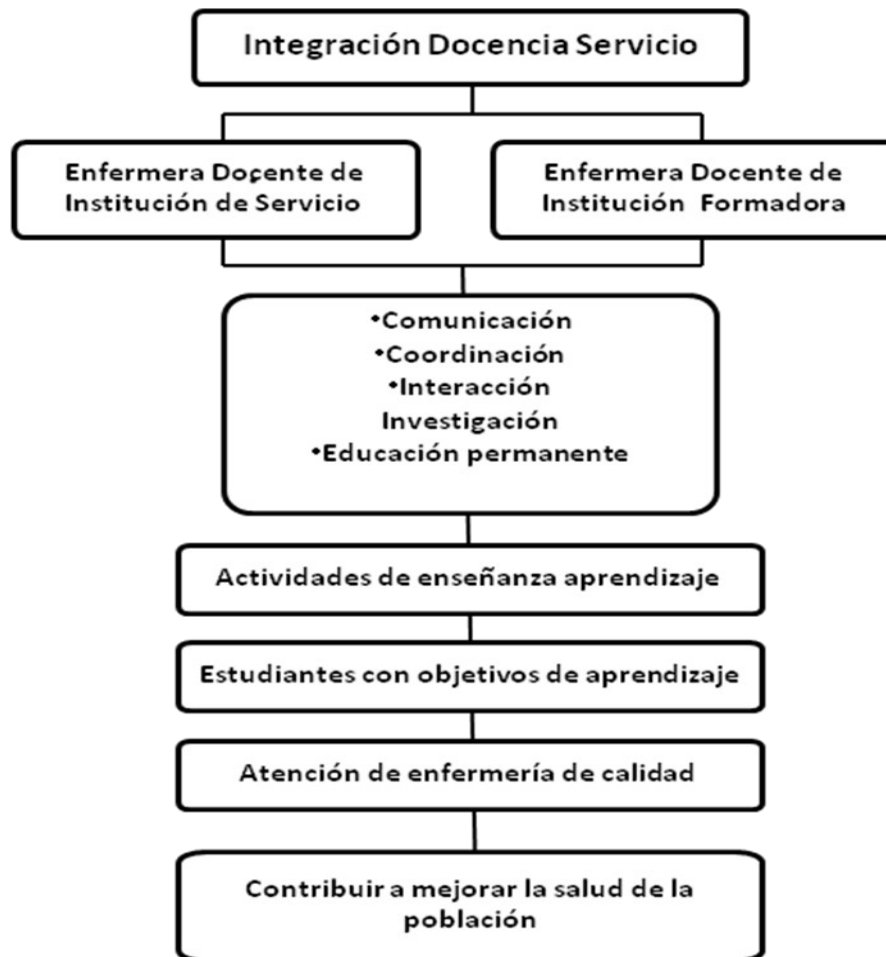 Integración Docencia Servicio
Enfermera Docente de
Institución de Servicio
Enfermera Docente de
Institución Formadora
•Comunicación
•Coordinación
•Interacción
Investigación
•Educación permanente
Actividades de enseñanza aprendizaje
Estudiantes con objetivos de aprendizaje
Atención de enfermería de calidad
Contribuir a mejorar la salud de la
población